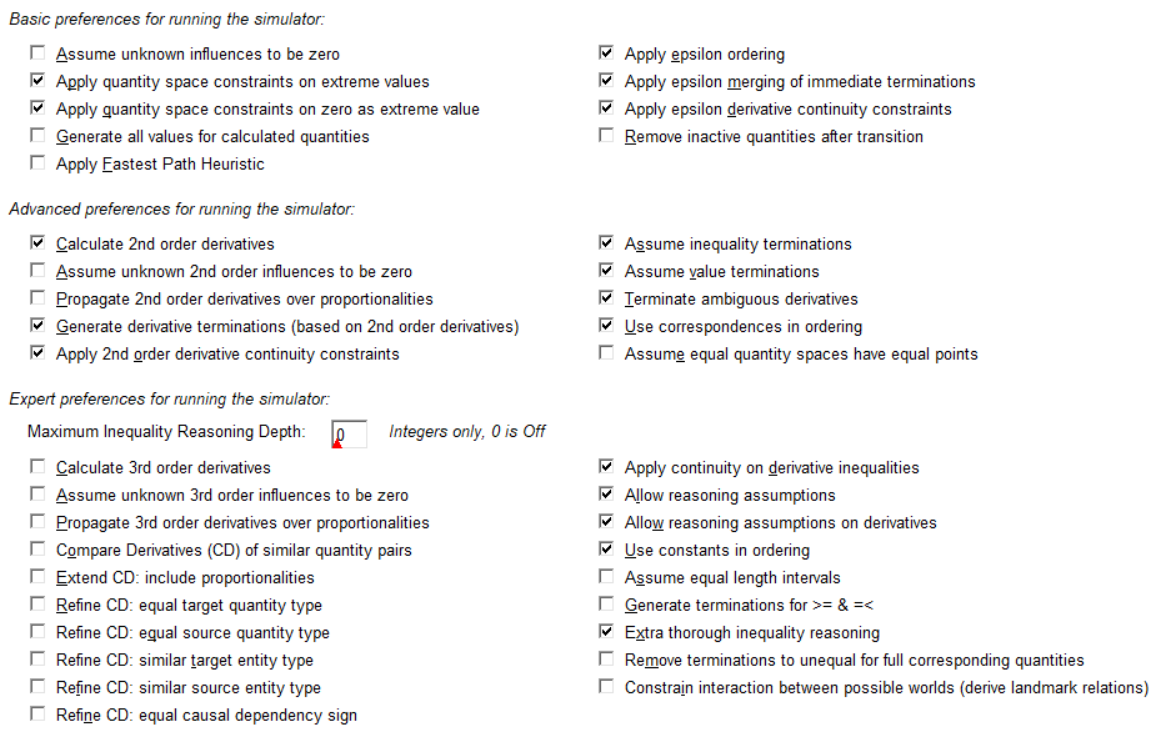 Basic preferences for running the simulator:
Assume unknown influences to be zero
Apply quantity space constraints on extreme values
Apply quantity space constraints on zero as extreme value
Generate all values for calculated quantities
Apply Fastest Path Heuristic
Apply epsilon ordering
Apply epsilon merging of immediate terminations
Apply epsilon derivative continuity constraints
Remove inactive quantities after transition
Advanced preferences for running the simulator:
Calculate 2nd order derivatives
Assume unknown 2nd order influences to be zero
Propagate 2nd order derivatives over proportionalities
Generate derivative terminations (based on 2nd order derivatives)
Apply 2nd order derivative continuity constraints
Assume inequality terminations
Assume value terminations
Terminate ambiguous derivatives
Use correspondences in ordering
Assume equal quantity spaces have equal points
Expert preferences for running the simulator:
Maximum Inequality Reasoning Depth: 0 Integers only, 0 is Off
Calculate 3rd order derivatives
Assume unknown 3rd order influences to be zero
Propagate 3rd order derivatives over proportionalities
Compare Derivatives (CD) of similar quantity pairs
Extend CD: include proportionalities
Refine CD: equal target quantity type
Refine CD: equal source quantity type
Refine CD: similar target entity type
Refine CD: similar source entity type
Refine CD: equal causal dependency sign
Apply continuity on derivative inequalities
Allow reasoning assumptions
Allow reasoning assumptions on derivatives
Use constants in ordering
Assume equal length intervals
Generate terminations for >= & =<
Extra thorough inequality reasoning
Remove terminations to unequal for full corresponding quantities
Constrain interaction between possible worlds (derive landmark relations)